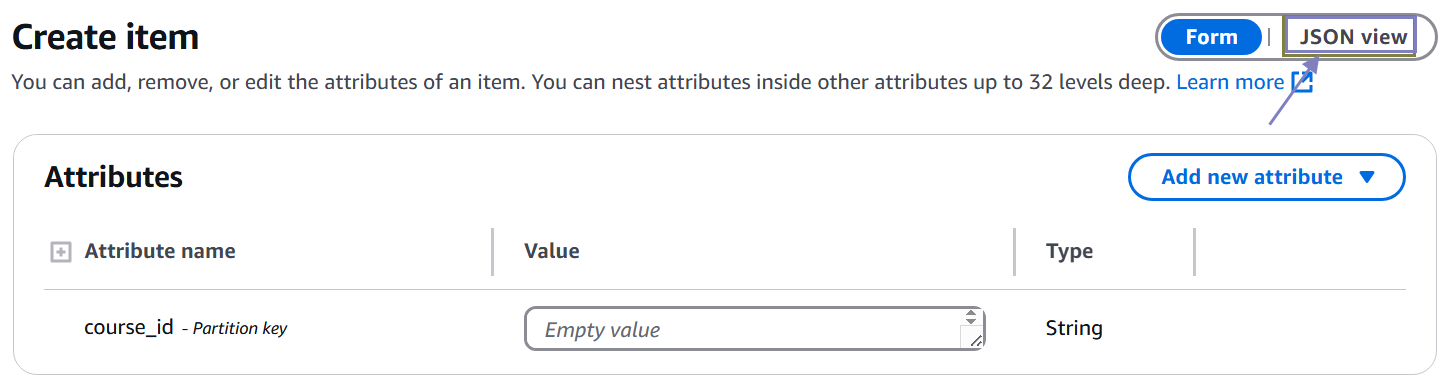 Create item
Form | JSON view
You can add, remove, or edit the attributes of an item. You can nest attributes inside other attributes up to 32 levels deep. Learn more
Attributes
Add new attribute
Attribute name Value Type
course_id - Partition key Empty value String